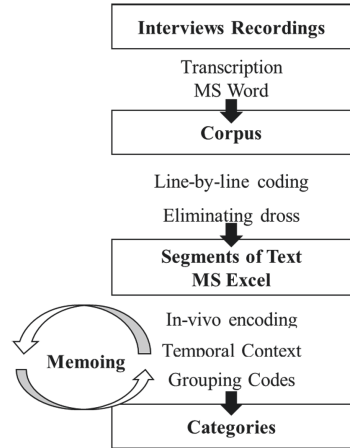 Interviews Recordings
Transcription
MS Word
Corpus
Line-by-line coding
Eliminating dross
Segments of Text
MS Excel
In-vivo encoding
Memoing
Temporal Context
Grouping Codes
Categories